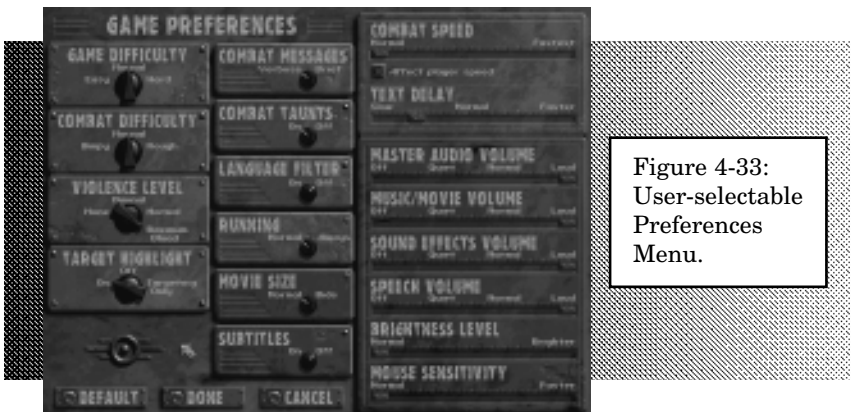 GAME PREFERENCES
GAME DIFFICULTY
Normal
Easy Hard
COMBAT DIFFICULTY
Normal
Wimpy Rough
VIOLENCE LEVEL
Minimal
None Normal
Maximum
Blood
TARGET HIGHLIGHT
Off
On Targeting
Only
COMBAT MESSAGES
Verbose Brief
COMBAT TAUNTS
On Off
LANGUAGE FILTER
On Off
RUNNING
Normal Always
MOVIE SIZE
Normal
SUBTITLES
On Off
DEFAULT DONE CANCEL
COMBAT SPEED
Normal Fastest
Affect player speed
TEXT DELAY
Slow Normal Faster
MASTER AUDIO VOLUME
Off Quiet Normal Loud
MUSIC/MOVIE VOLUME
Off Quiet Normal Loud
SOUND EFFECTS VOLUME
Off Quiet Normal Loud
SPEECH VOLUME
Off Quiet Normal Loud
BRIGHTNESS LEVEL
Normal Brighter
MOUSE SENSITIVITY
Normal Faster
Figure 4-33:
User-selectable
Preferences
Menu.